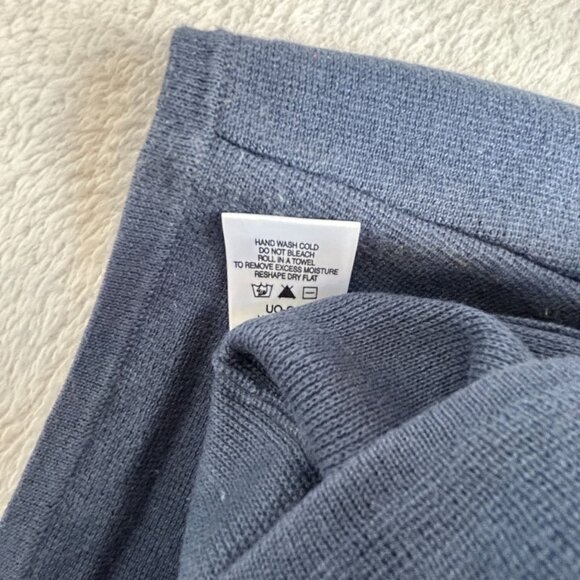 HAND WASH COLD
DO NOT BLEACH
ROLL IN A TOWEL
TO REMOVE EXCESS MOISTURE
RESHAPE DRY FLAT